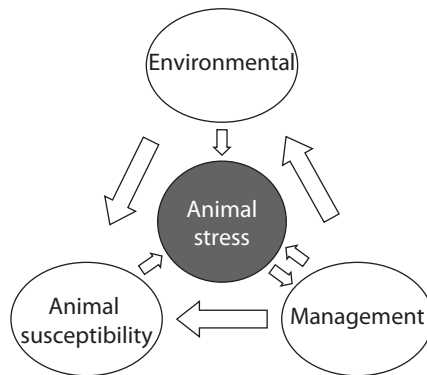 Environmental
Animal
stress
Animal
susceptibility
Management